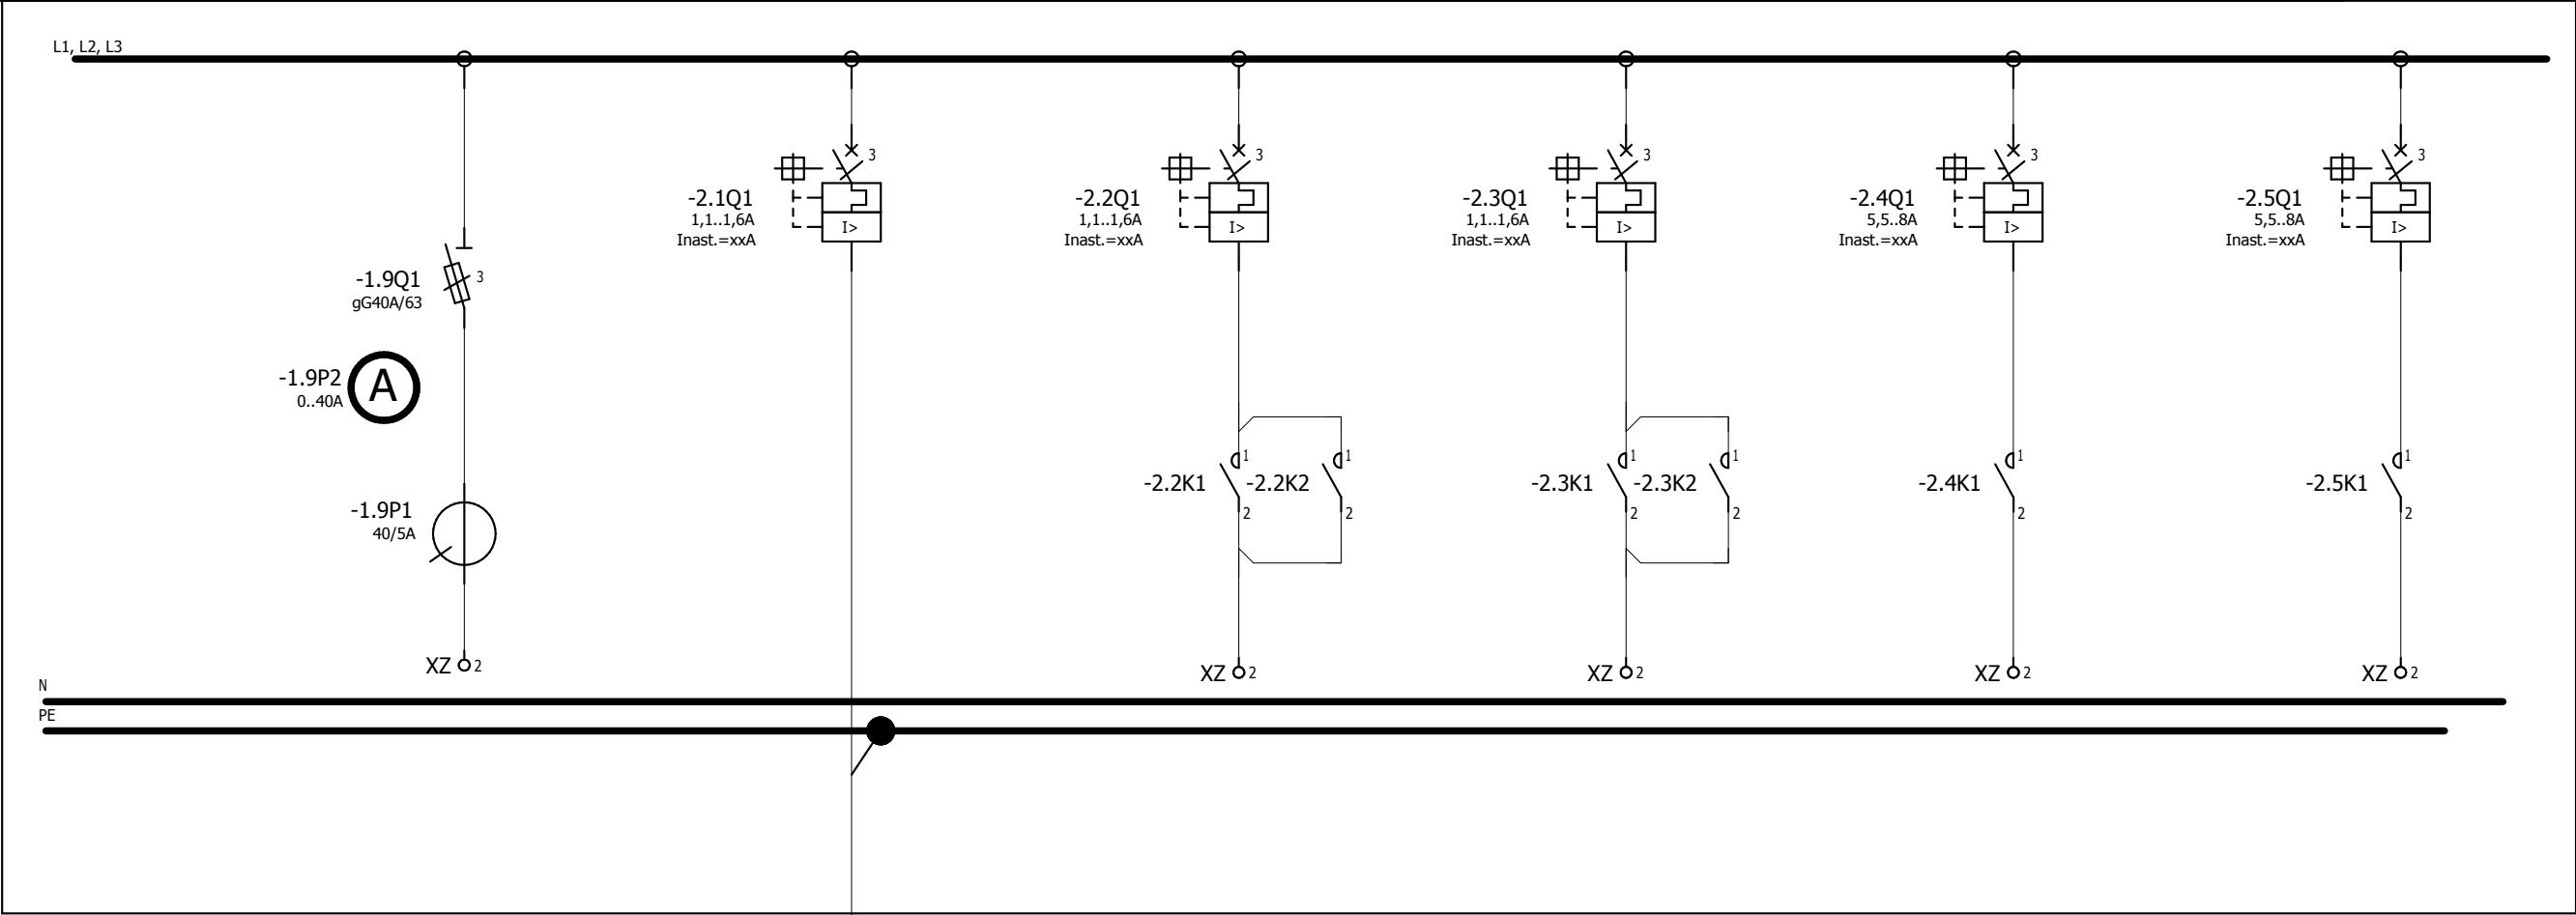 L1, L2, L3
3
-2.1Q1
1,1..1,6A
Inast.=xxA
I>
3
-2.2Q1
1,1..1,6A
Inast.=xxA
I>
3
-2.3Q1
1,1..1,6A
Inast.=xxA
I>
3
-2.4Q1
5,5..8A
Inast.=xxA
I>
3
-2.5Q1
5,5..8A
Inast.=xxA
I>
-1.9Q1
gG40A/63
3
-1.9P2
0..40A
A
-1.9P1
40/5A
1
-2.2K1
2
1
-2.2K2
2
1
-2.3K1
2
1
-2.3K2
2
1
-2.4K1
2
1
-2.5K1
2
XZ 2
XZ 2
XZ 2
XZ 2
XZ 2
N
PE